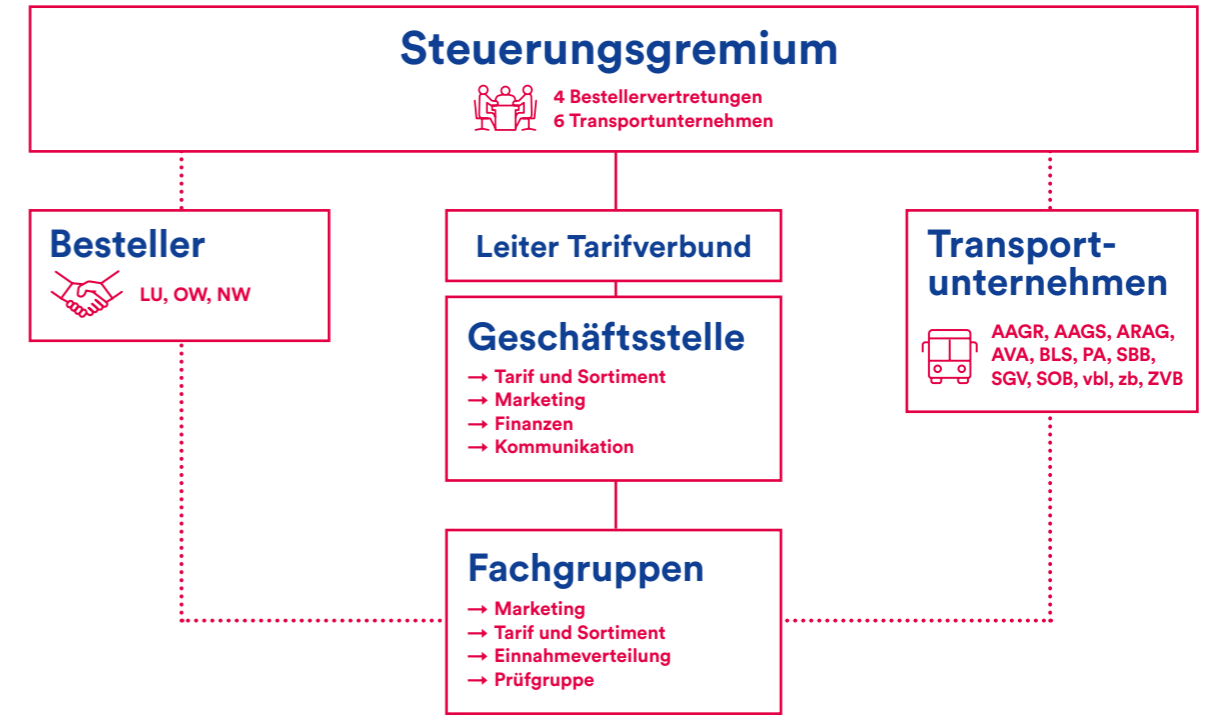 Steuerungsgremium
4 Bestellervertretungen
6 Transportunternehmen
Besteller
LU, OW, NW
Leiter Tarifverbund
Geschäftsstelle
→ Tarif und Sortiment
→ Marketing
→ Finanzen
→ Kommunikation
Transport-
unternehmen
AAGR, AAGS, ARAG,
AVA, BLS, PA, SBB,
SGV, SOB, vbl, zb, ZVB
Fachgruppen
→ Marketing
→ Tarif und Sortiment
→ Einnahmeverteilung
→ Prüfgruppe